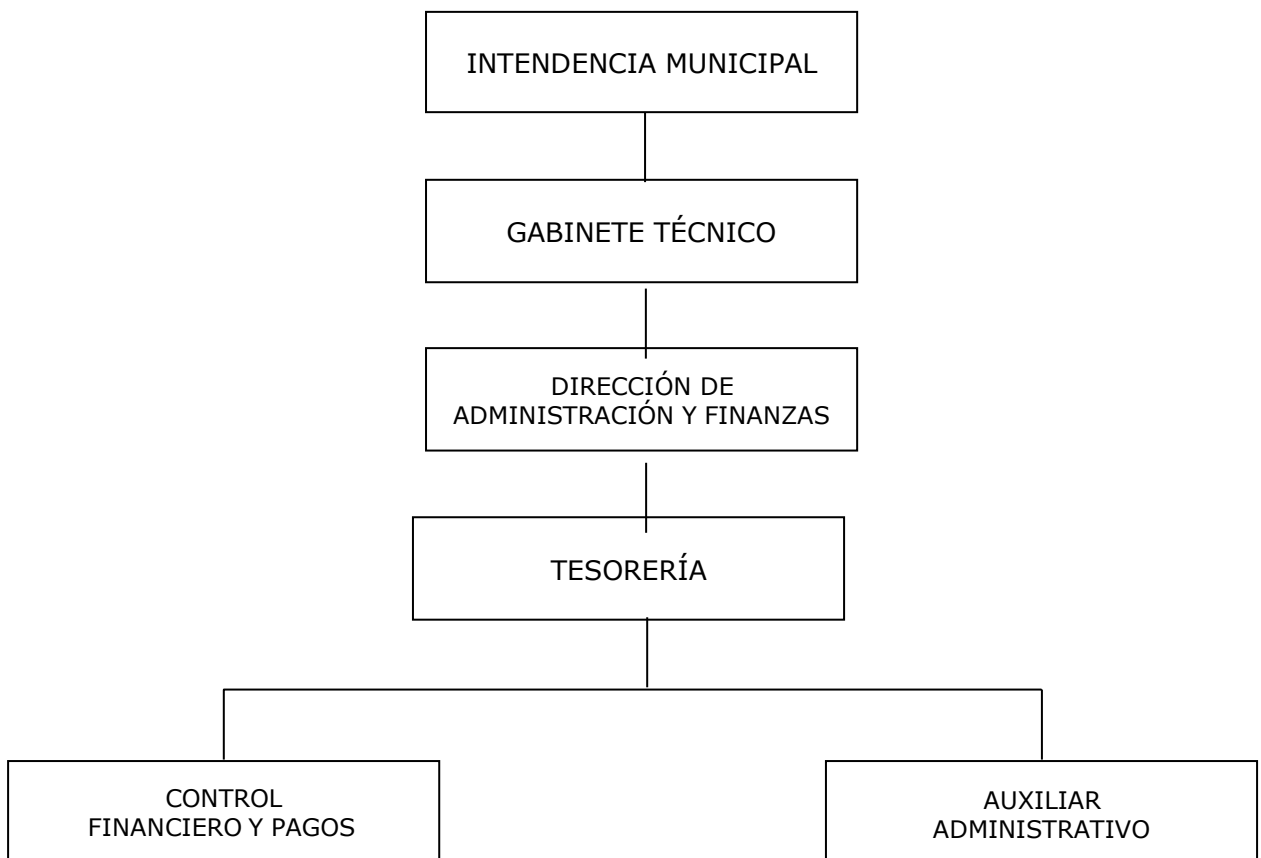 INTENDENCIA MUNICIPAL
GABINETE TÉCNICO
DIRECCIÓN DE
ADMINISTRACIÓN Y FINANZAS
TESORERÍA
CONTROL
FINANCIERO Y PAGOS
AUXILIAR
ADMINISTRATIVO